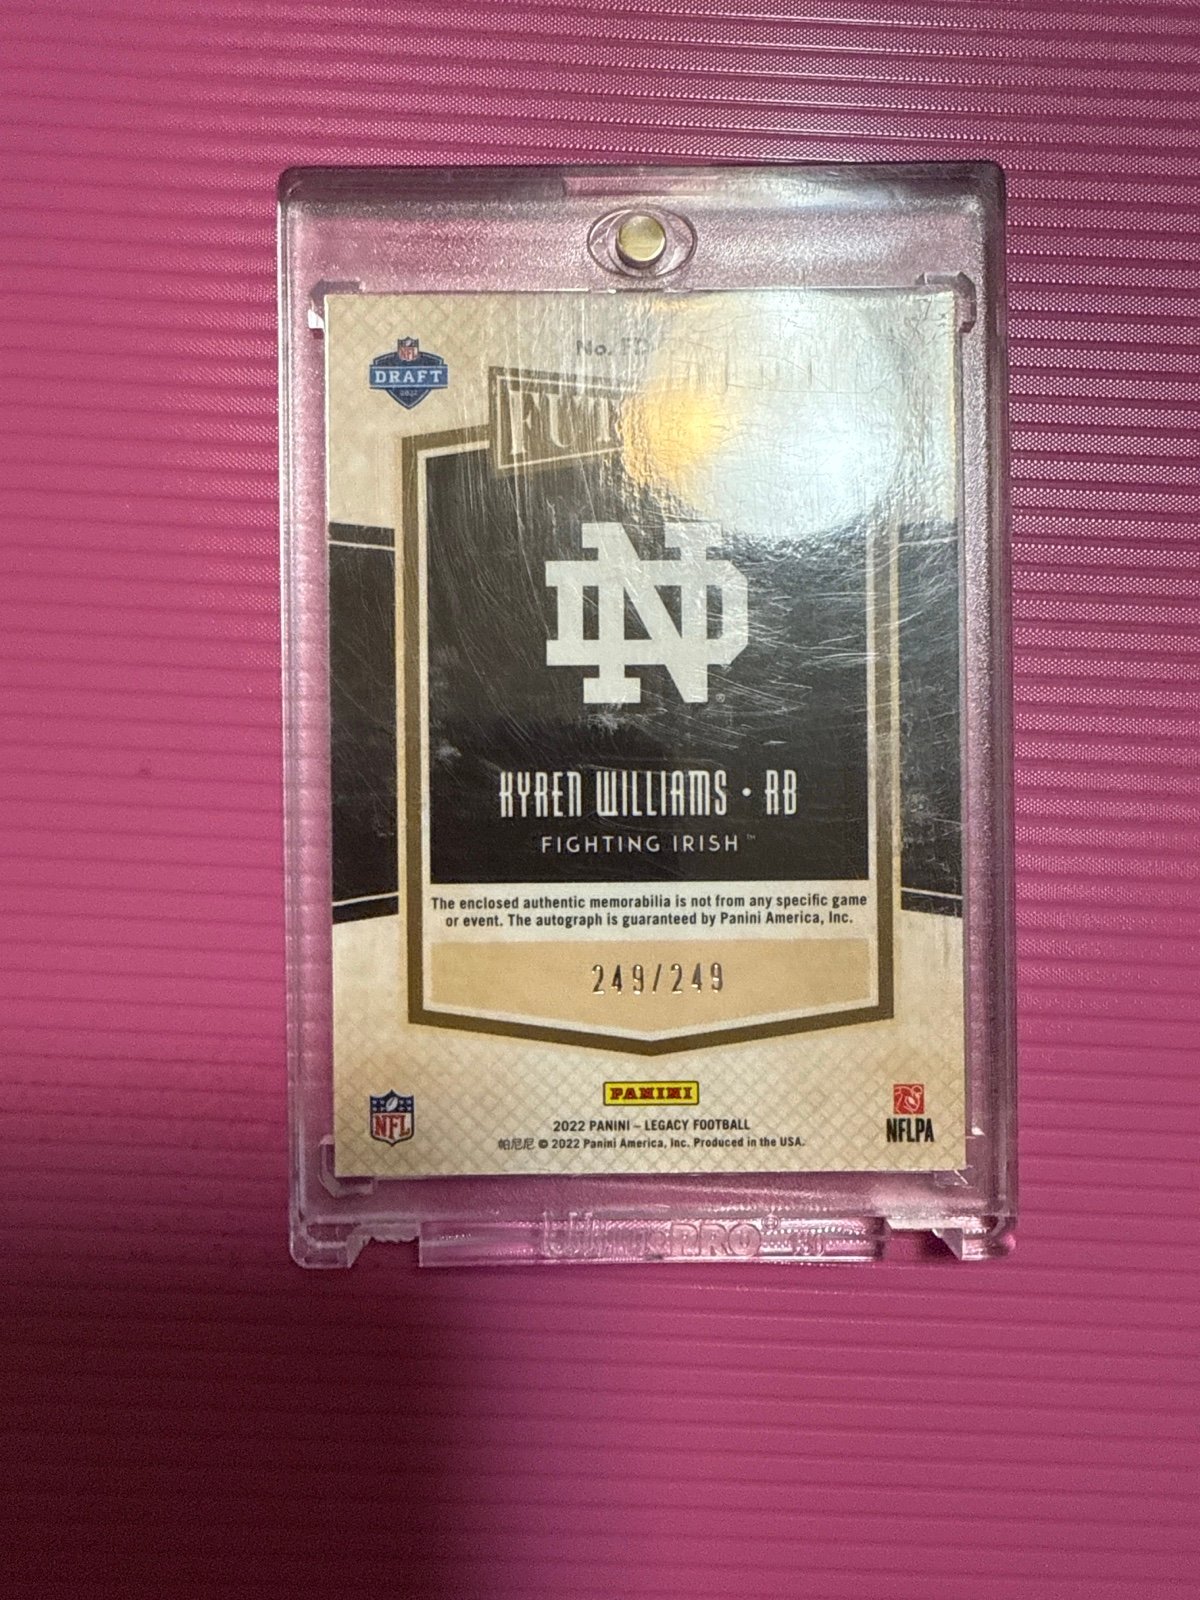 No. FD
NFL
DRAFT
2022
FUT
ND
KYREN WILLIAMS • RB
FIGHTING IRISH™
The enclosed authentic memorabilia is not from any specific game
or event. The autograph is guaranteed by Panini America, Inc.
249/249
PANINI
NFL
NFLPA
2022 PANINI – LEGACY FOOTBALL
帕尼尼 © 2022 Panini America, Inc. Produced in the USA.
Ultra PRO®